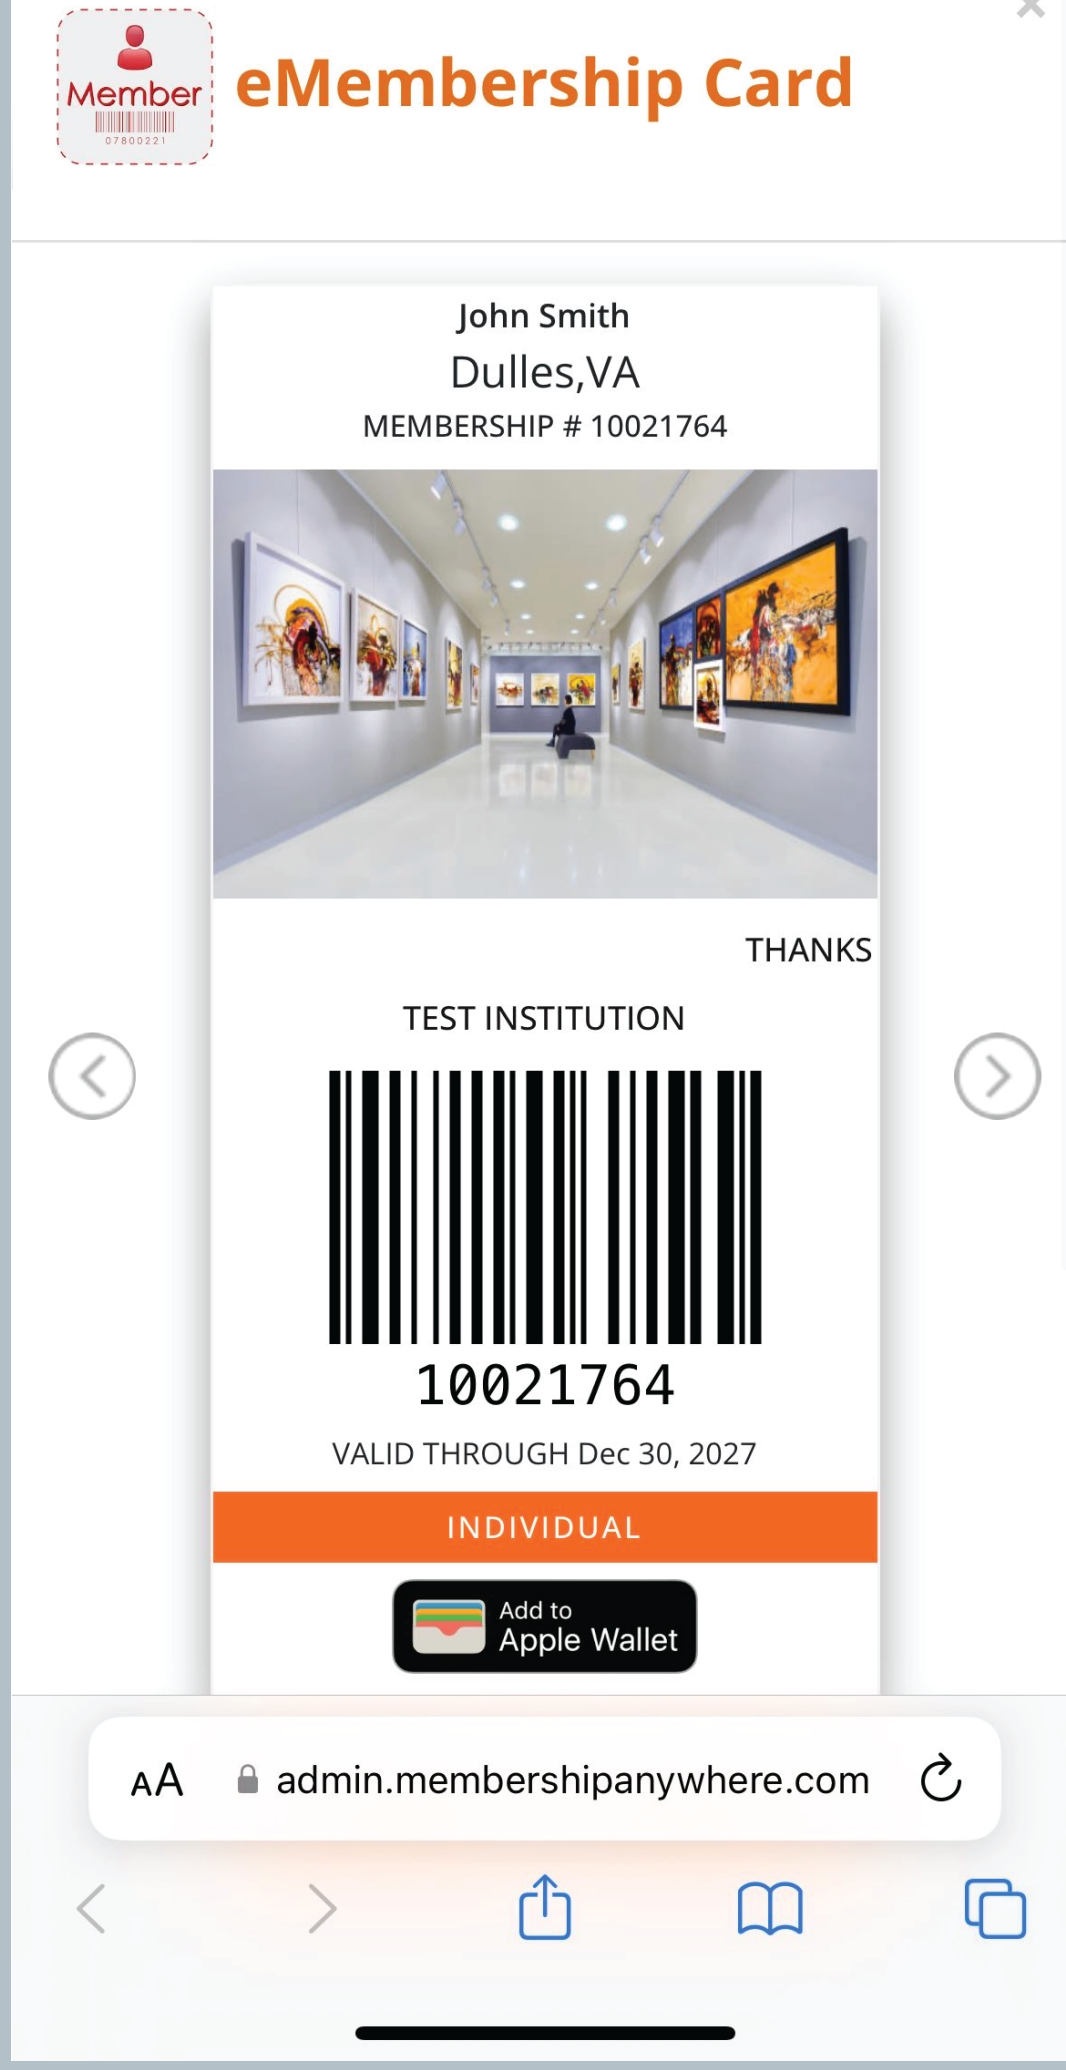 Member
07800221
eMembership Card
John Smith
Dulles,VA
MEMBERSHIP # 10021764
THANKS
TEST INSTITUTION
10021764
VALID THROUGH Dec 30, 2027
INDIVIDUAL
Add to
Apple Wallet
AA admin.membershipanywhere.com